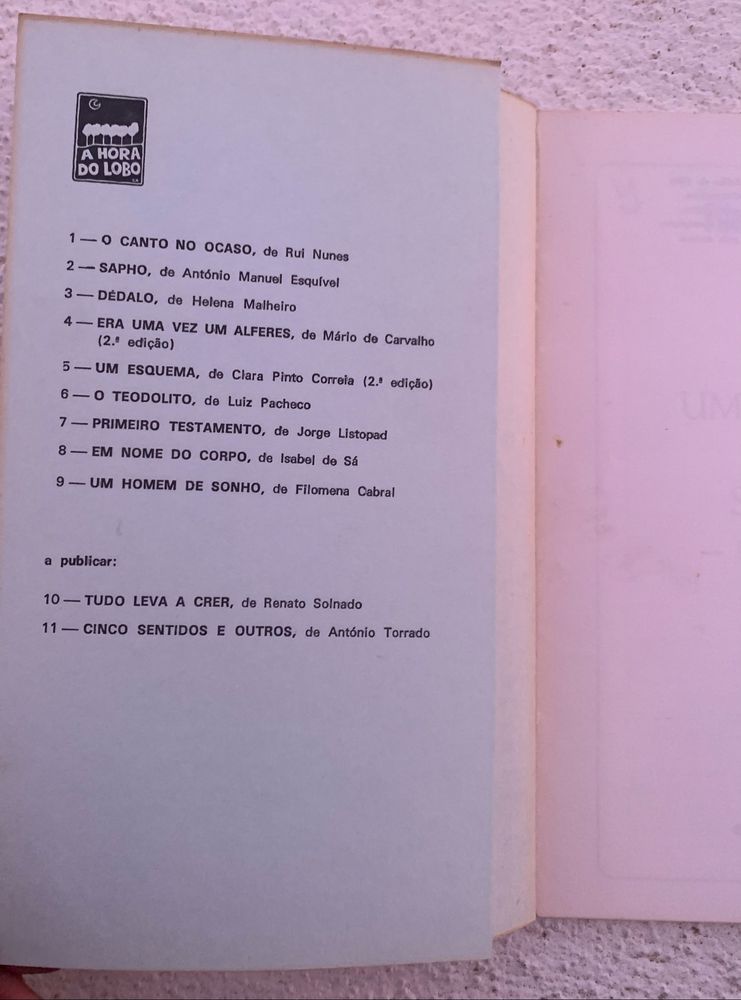 A HORA
DO LOBO
1 — O CANTO NO OCASO, de Rui Nunes
2 — SAPHO, de António Manuel Esquível
3 — DÉDALO, de Helena Malheiro
4 — ERA UMA VEZ UM ALFERES, de Mário de Carvalho
(2.ª edição)
5 — UM ESQUEMA, de Clara Pinto Correia (2.ª edição)
6 — O TEODOLITO, de Luiz Pacheco
7 — PRIMEIRO TESTAMENTO, de Jorge Listopad
8 — EM NOME DO CORPO, de Isabel de Sá
9 — UM HOMEM DE SONHO, de Filomena Cabral
a publicar:
10 — TUDO LEVA A CRER, de Renato Solnado
11 — CINCO SENTIDOS E OUTROS, de António Torrado